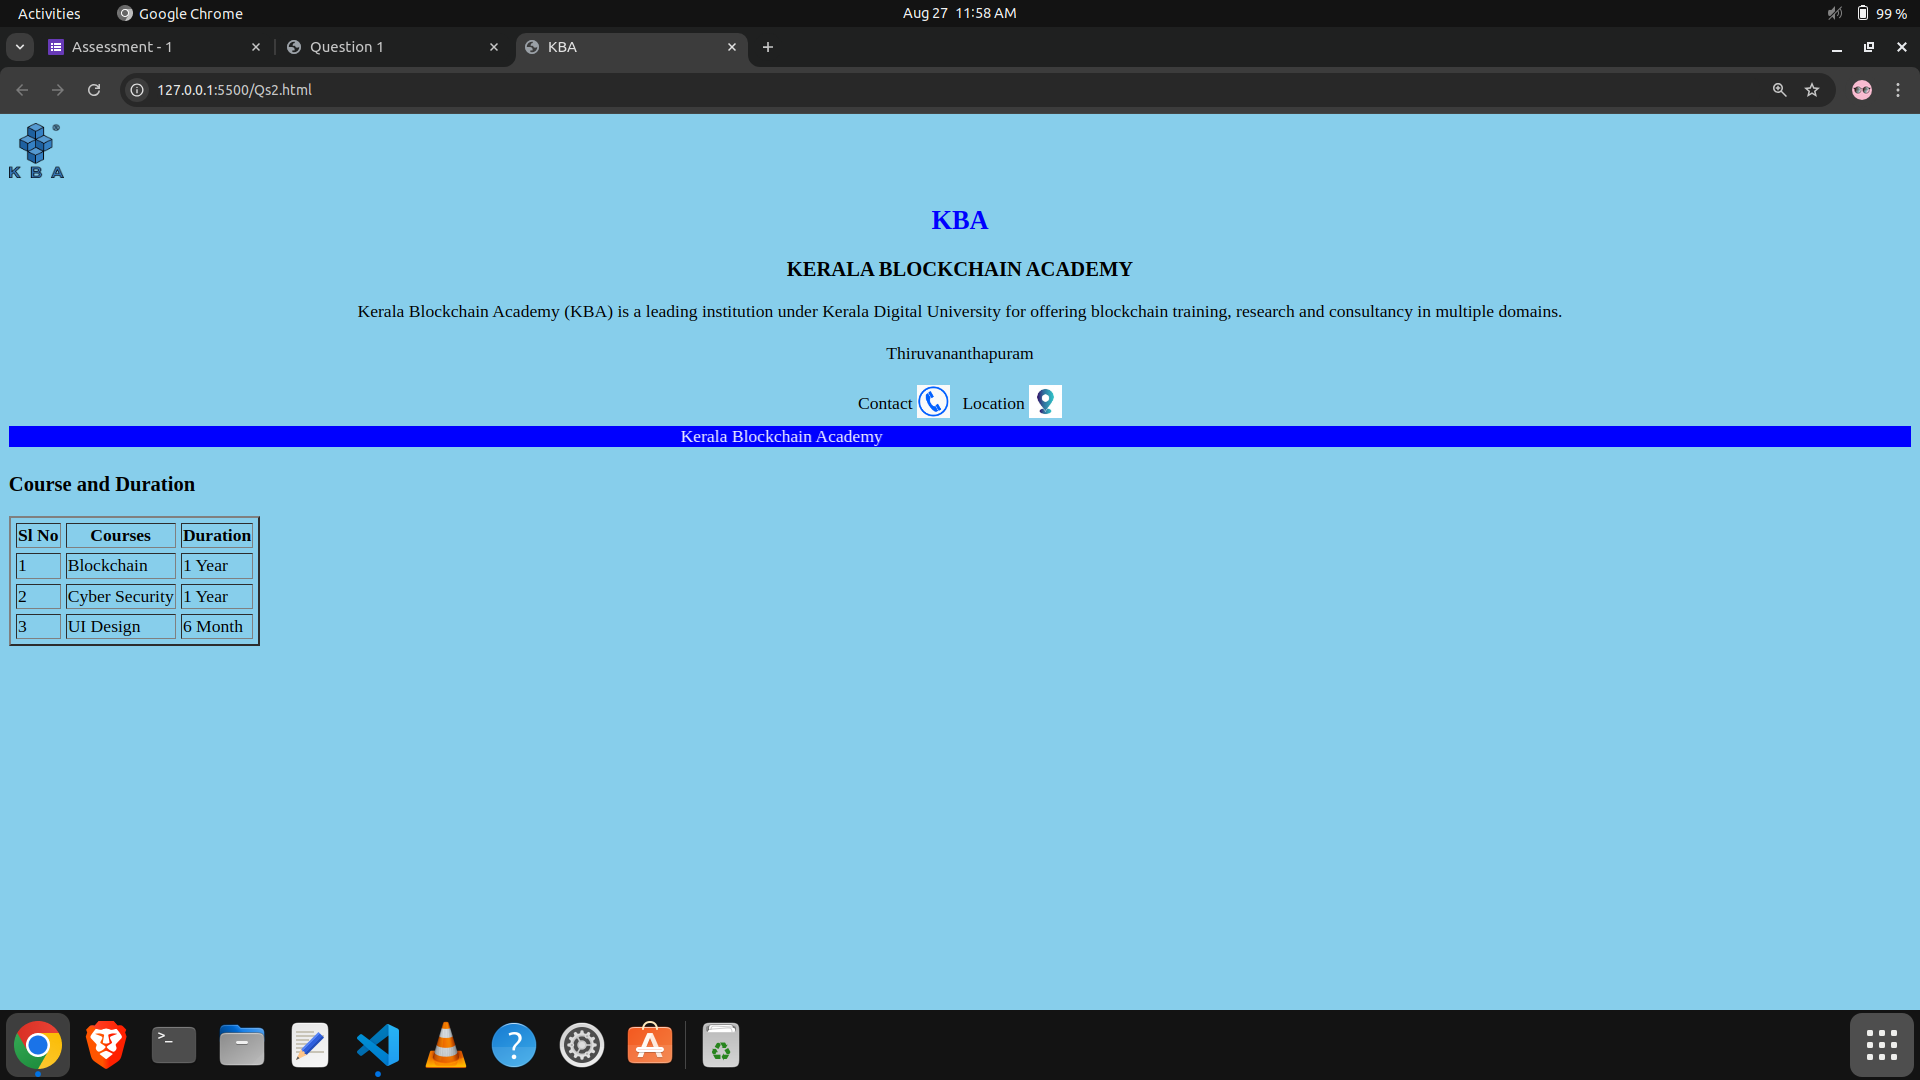 Activities
Google Chrome
Aug 27 11:58 AM
99 %
Assessment - 1
Question 1
KBA
127.0.0.1:5500/Qs2.html
®
K B A
KBA
KERALA BLOCKCHAIN ACADEMY
Kerala Blockchain Academy (KBA) is a leading institution under Kerala Digital University for offering blockchain training, research and consultancy in multiple domains.
Thiruvananthapuram
Contact Location
Kerala Blockchain Academy
Course and Duration
Sl No Courses Duration
1 Blockchain 1 Year
2 Cyber Security 1 Year
3 UI Design 6 Month
>_ ? A